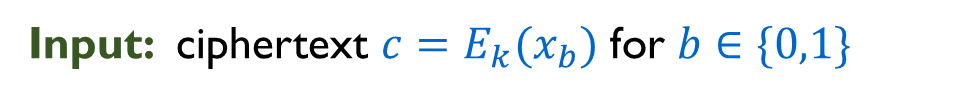 Input: ciphertext c = E_k(x_b) for b ∈ {0,1}